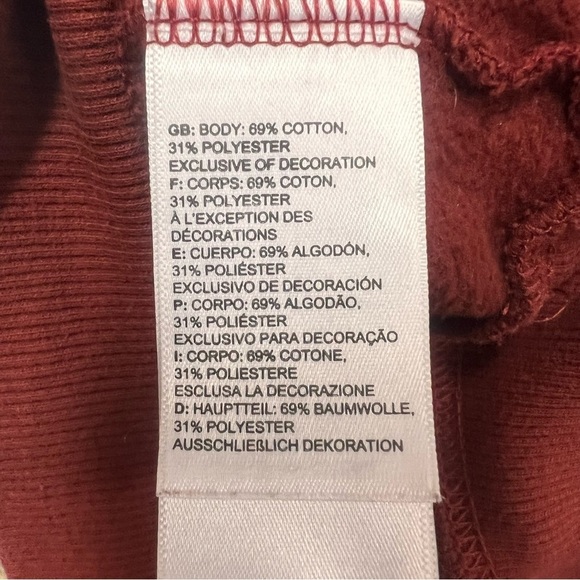 GB: BODY: 69% COTTON,
31% POLYESTER
EXCLUSIVE OF DECORATION
F: CORPS: 69% COTON,
31% POLYESTER
À L'EXCEPTION DES
DÉCORATIONS
E: CUERPO: 69% ALGODÓN,
31% POLIÉSTER
EXCLUSIVO DE DECORACIÓN
P: CORPO: 69% ALGODÃO,
31% POLIÉSTER
EXCLUSIVO PARA DECORAÇÃO
I: CORPO: 69% COTONE,
31% POLIESTERE
ESCLUSA LA DECORAZIONE
D: HAUPTTEIL: 69% BAUMWOLLE,
31% POLYESTER
AUSSCHLIEßLICH DEKORATION